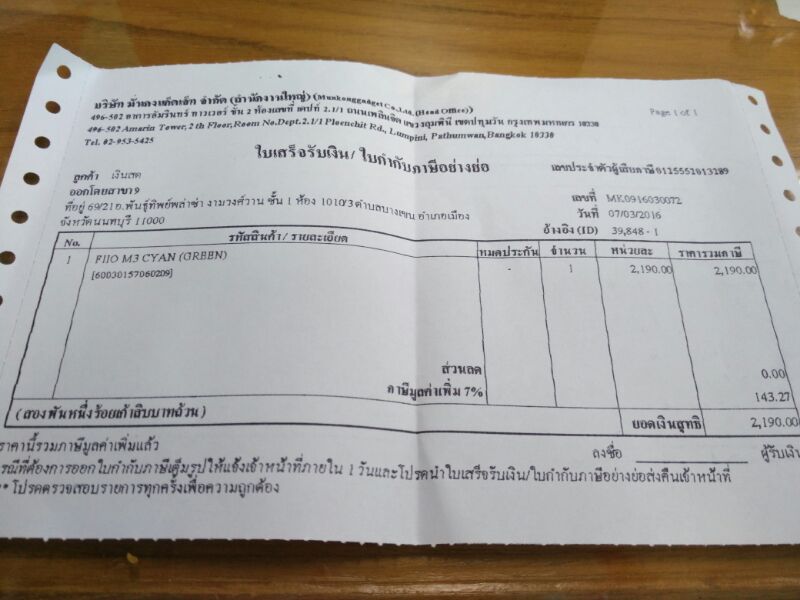 บริษัท มั่นคงแก็ดเจ็ท จำกัด (สำนักงานใหญ่) (Munkonggadget Co.,Ltd. (Head Office))
496-502 อาคารอัมรินทร์ ทาวเวอร์ ชั้น 2 ห้องเลขที่ เดปท์ 2.1/1 ถนนเพลินจิต แขวงลุมพินี เขตปทุมวัน กรุงเทพมหานคร 10330
496-502 Amarin Tower, 2 th Floor, Room No.Dept.2.1/1 Ploenchit Rd., Lumpini, Pathumwan, Bangkok 10330
Tel. 02-953-5425
Page 1 of 1
ใบเสร็จรับเงิน/ ใบกำกับภาษีอย่างย่อ
เลขประจำตัวผู้เสียภาษี 0125552013289
ลูกค้า เงินสด
ออกโดยสาขา 9
ที่อยู่ 69/21 อ.พันธุ์ทิพย์พล่าซ่า งามวงศ์วาน ชั้น 1 ห้อง 1010/3 ตำบลบางเขน อำเภอเมือง
จังหวัดนนทบุรี 11000
เลขที่ MK0916030072
วันที่ 07/03/2016
อ้างอิง (ID) 39,848 - 1
No. รหัสสินค้า / รายละเอียด หมดประกัน จำนวน หน่วยละ ราคารวมภาษี
1 FIIO M3 CYAN (GREEN) - 1 2,190.00 2,190.00
[60030157060209]
ส่วนลด 0.00
ภาษีมูลค่าเพิ่ม 7% 143.27
(สองพันหนึ่งร้อยเก้าสิบบาทถ้วน) ยอดเงินสุทธิ 2,190.00
ราคานี้รวมภาษีมูลค่าเพิ่มแล้ว
ลงชื่อ ผู้รับเงิน
กรณีที่ต้องการออกใบกำกับภาษีเต็มรูปให้แจ้งเจ้าหน้าที่ภายใน 1 วันและโปรดนำใบเสร็จรับเงิน/ใบกำกับภาษีอย่างย่อส่งคืนเจ้าหน้าที่
** โปรดตรวจสอบรายการทุกครั้งเพื่อความถูกต้อง